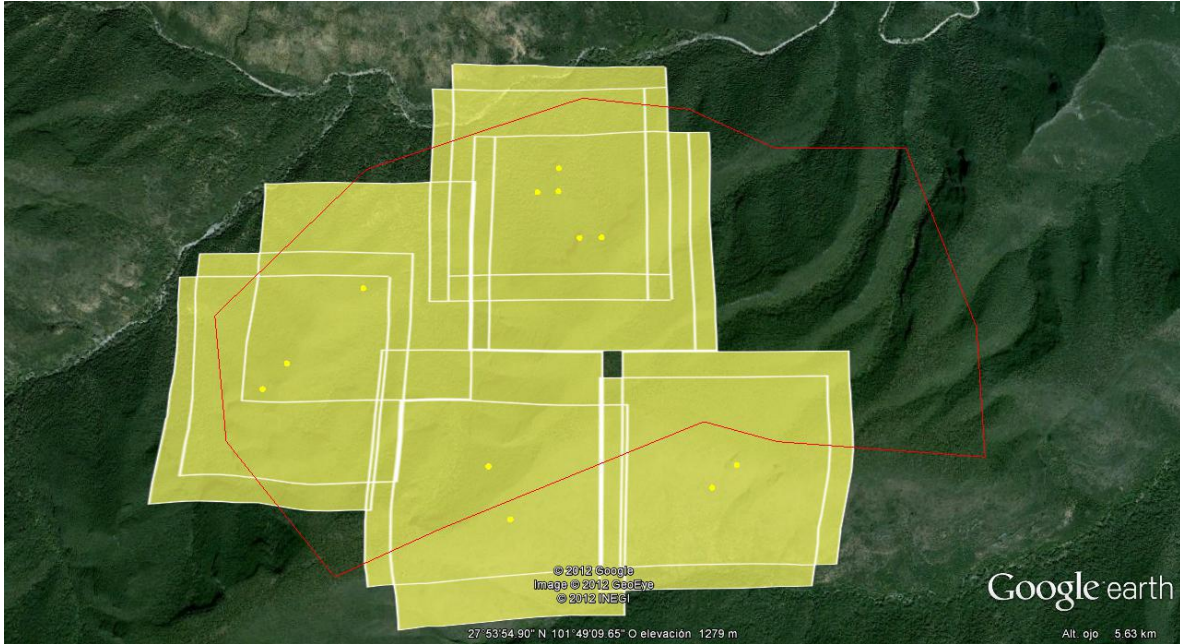 © 2012 Google
Image © 2012 GeoEye
© 2012 INEGI
Google earth
27°53'54.90" N 101°49'09.65" O elevación 1279 m
Alt. ojo 5.63 km